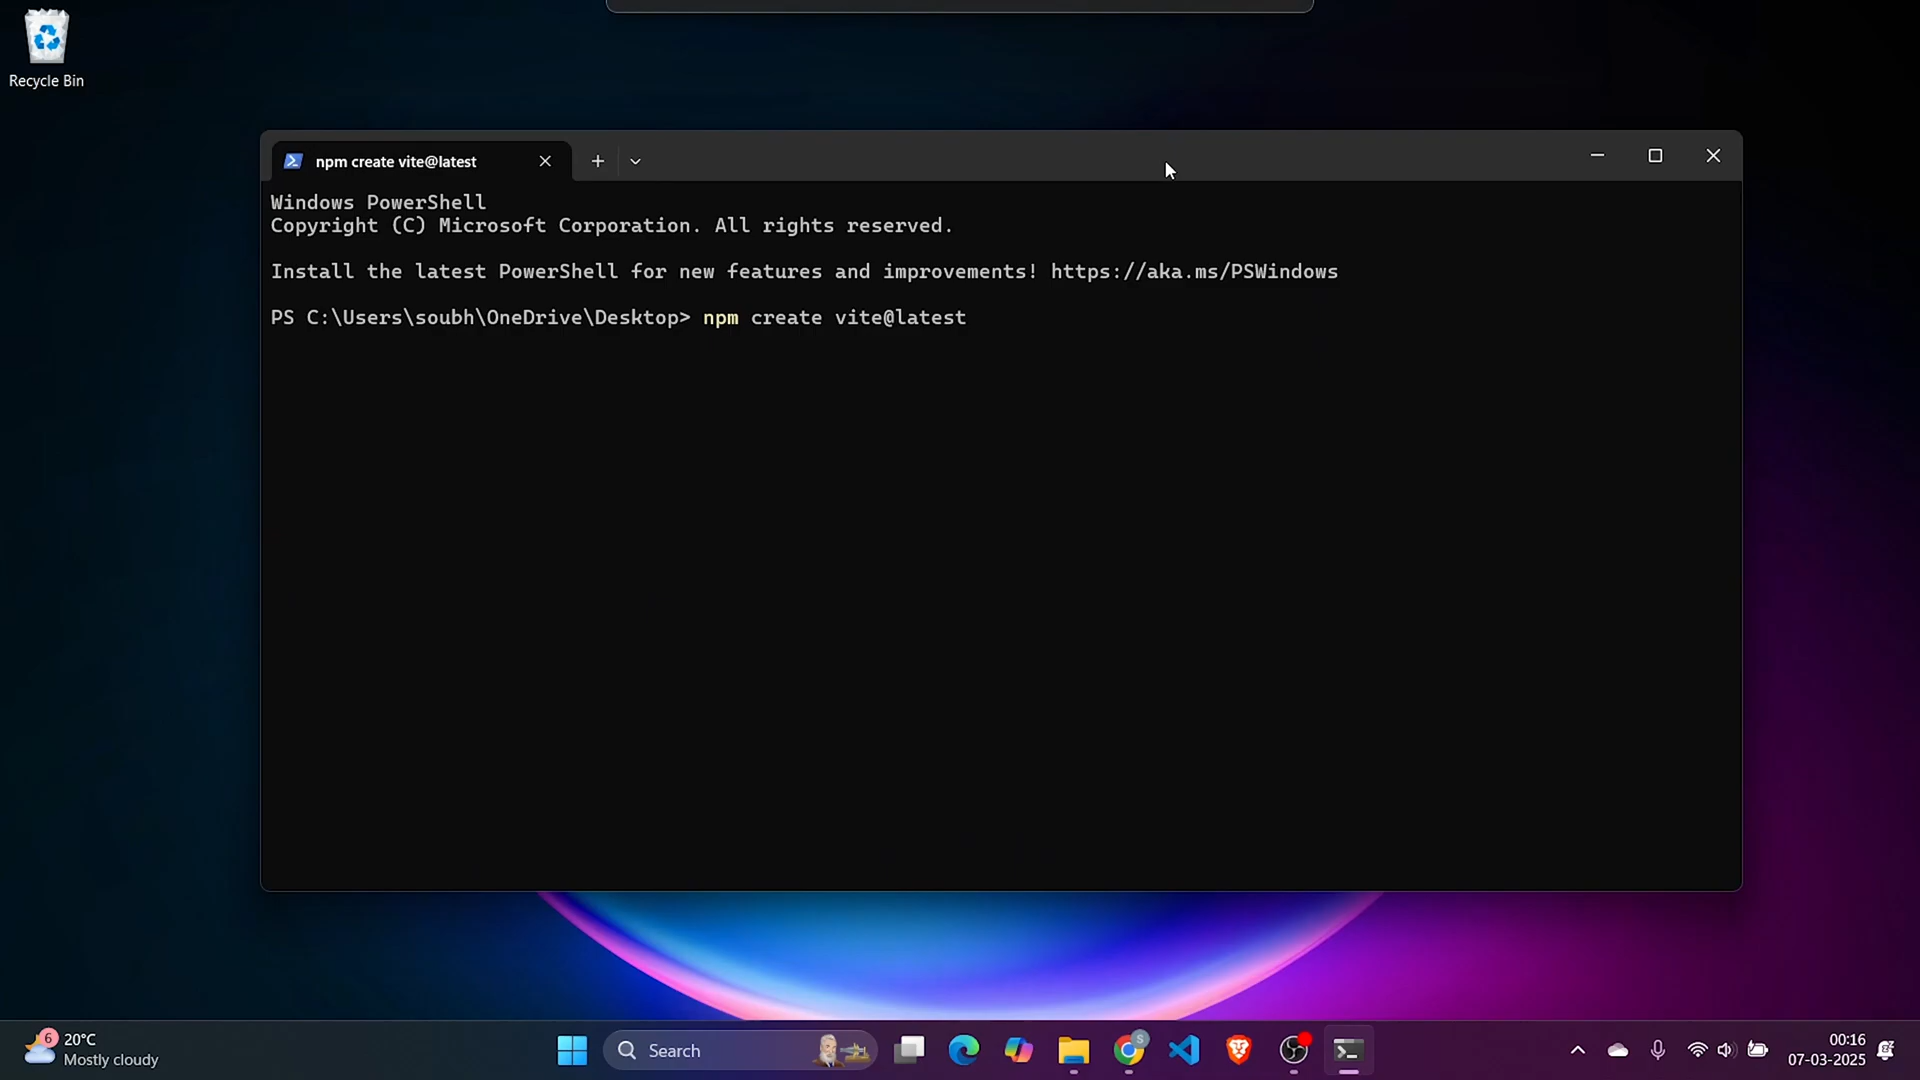 Recycle Bin
npm create vite@latest
Windows PowerShell
Copyright (C) Microsoft Corporation. All rights reserved.
Install the latest PowerShell for new features and improvements! https://aka.ms/PSWindows
PS C:\Users\soubh\OneDrive\Desktop> npm create vite@latest
6
20°C
Mostly cloudy
Search
S
00:16
07-03-2025